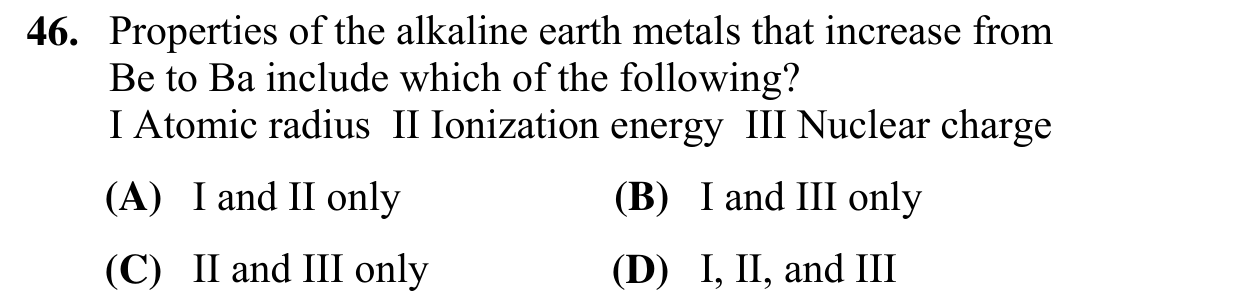 46. Properties of the alkaline earth metals that increase from
Be to Ba include which of the following?
I Atomic radius II Ionization energy III Nuclear charge
(A) I and II only (B) I and III only
(C) II and III only (D) I, II, and III